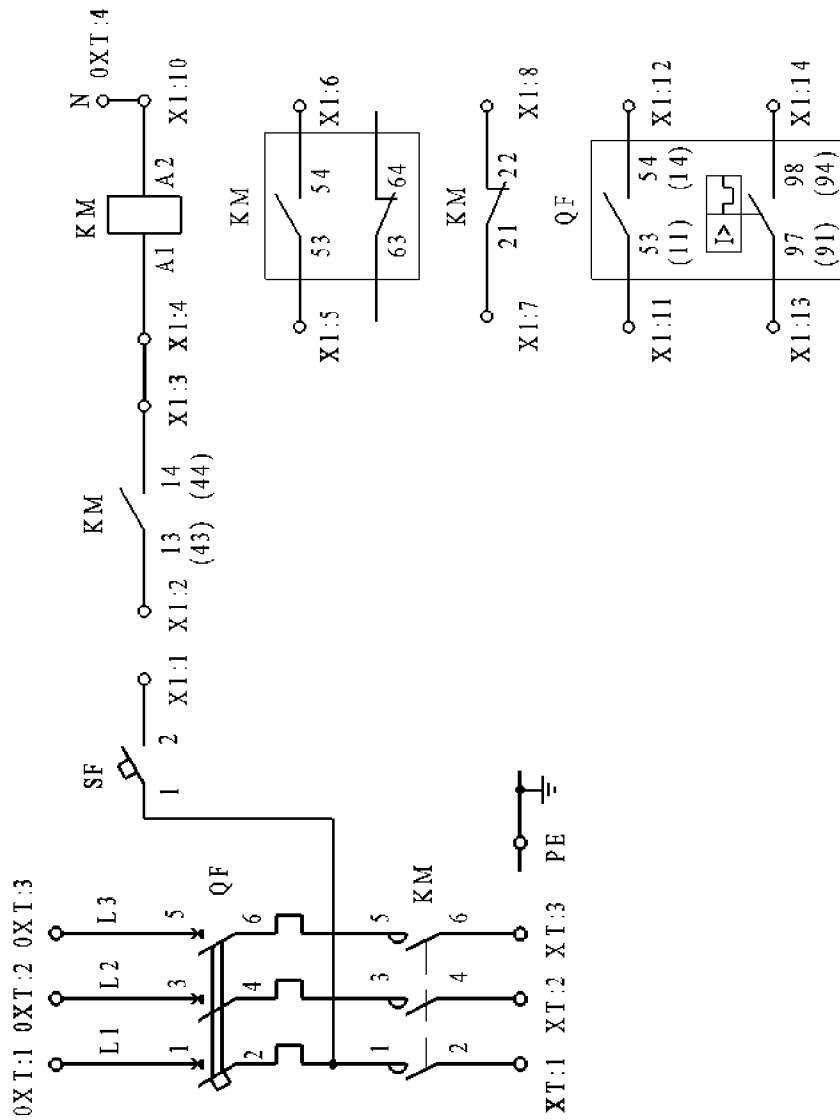 0XT:1 0XT:2 0XT:3
L1 L2 L3
1 3 5
QF
2 4 6
1 3 5
KM
2 4 6
XT:1 XT:2 XT:3
PE
SF
1 2
X1:1 X1:2
KM
13 14
(43) (44)
X1:3 X1:4
KM
A1 A2
N 0XT:4
X1:10
KM
53 54
X1:5 X1:6
63 64
KM
21 22
X1:7 X1:8
QF
53 54
(11) (14)
X1:11 X1:12
I>
97 98
(91) (94)
X1:13 X1:14